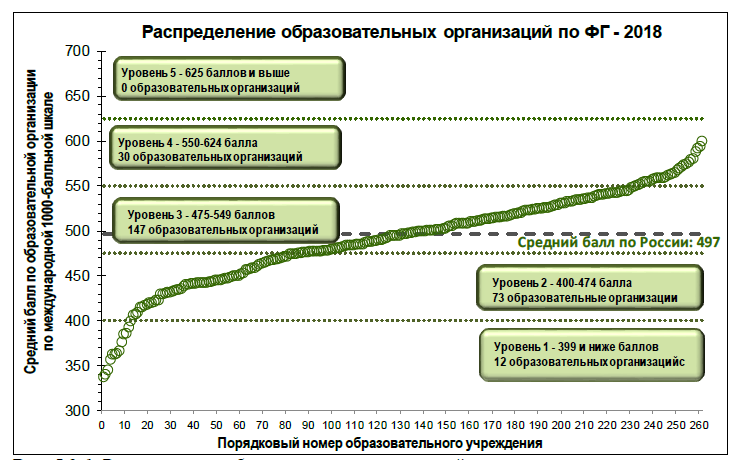 Распределение образовательных организаций по ФГ - 2018
Средний балл по образовательной организации
по международной 1000-балльной шкале
700
650
600
550
500
450
400
350
300
Уровень 5 - 625 баллов и выше
0 образовательных организаций
Уровень 4 - 550-624 балла
30 образовательных организаций
Уровень 3 - 475-549 баллов
147 образовательных организаций
Средний балл по России: 497
Уровень 2 - 400-474 балла
73 образовательные организации
Уровень 1 - 399 и ниже баллов
12 образовательных организацийс
0 10 20 30 40 50 60 70 80 90 100 110 120 130 140 150 160 170 180 190 200 210 220 230 240 250 260
Порядковый номер образовательного учреждения